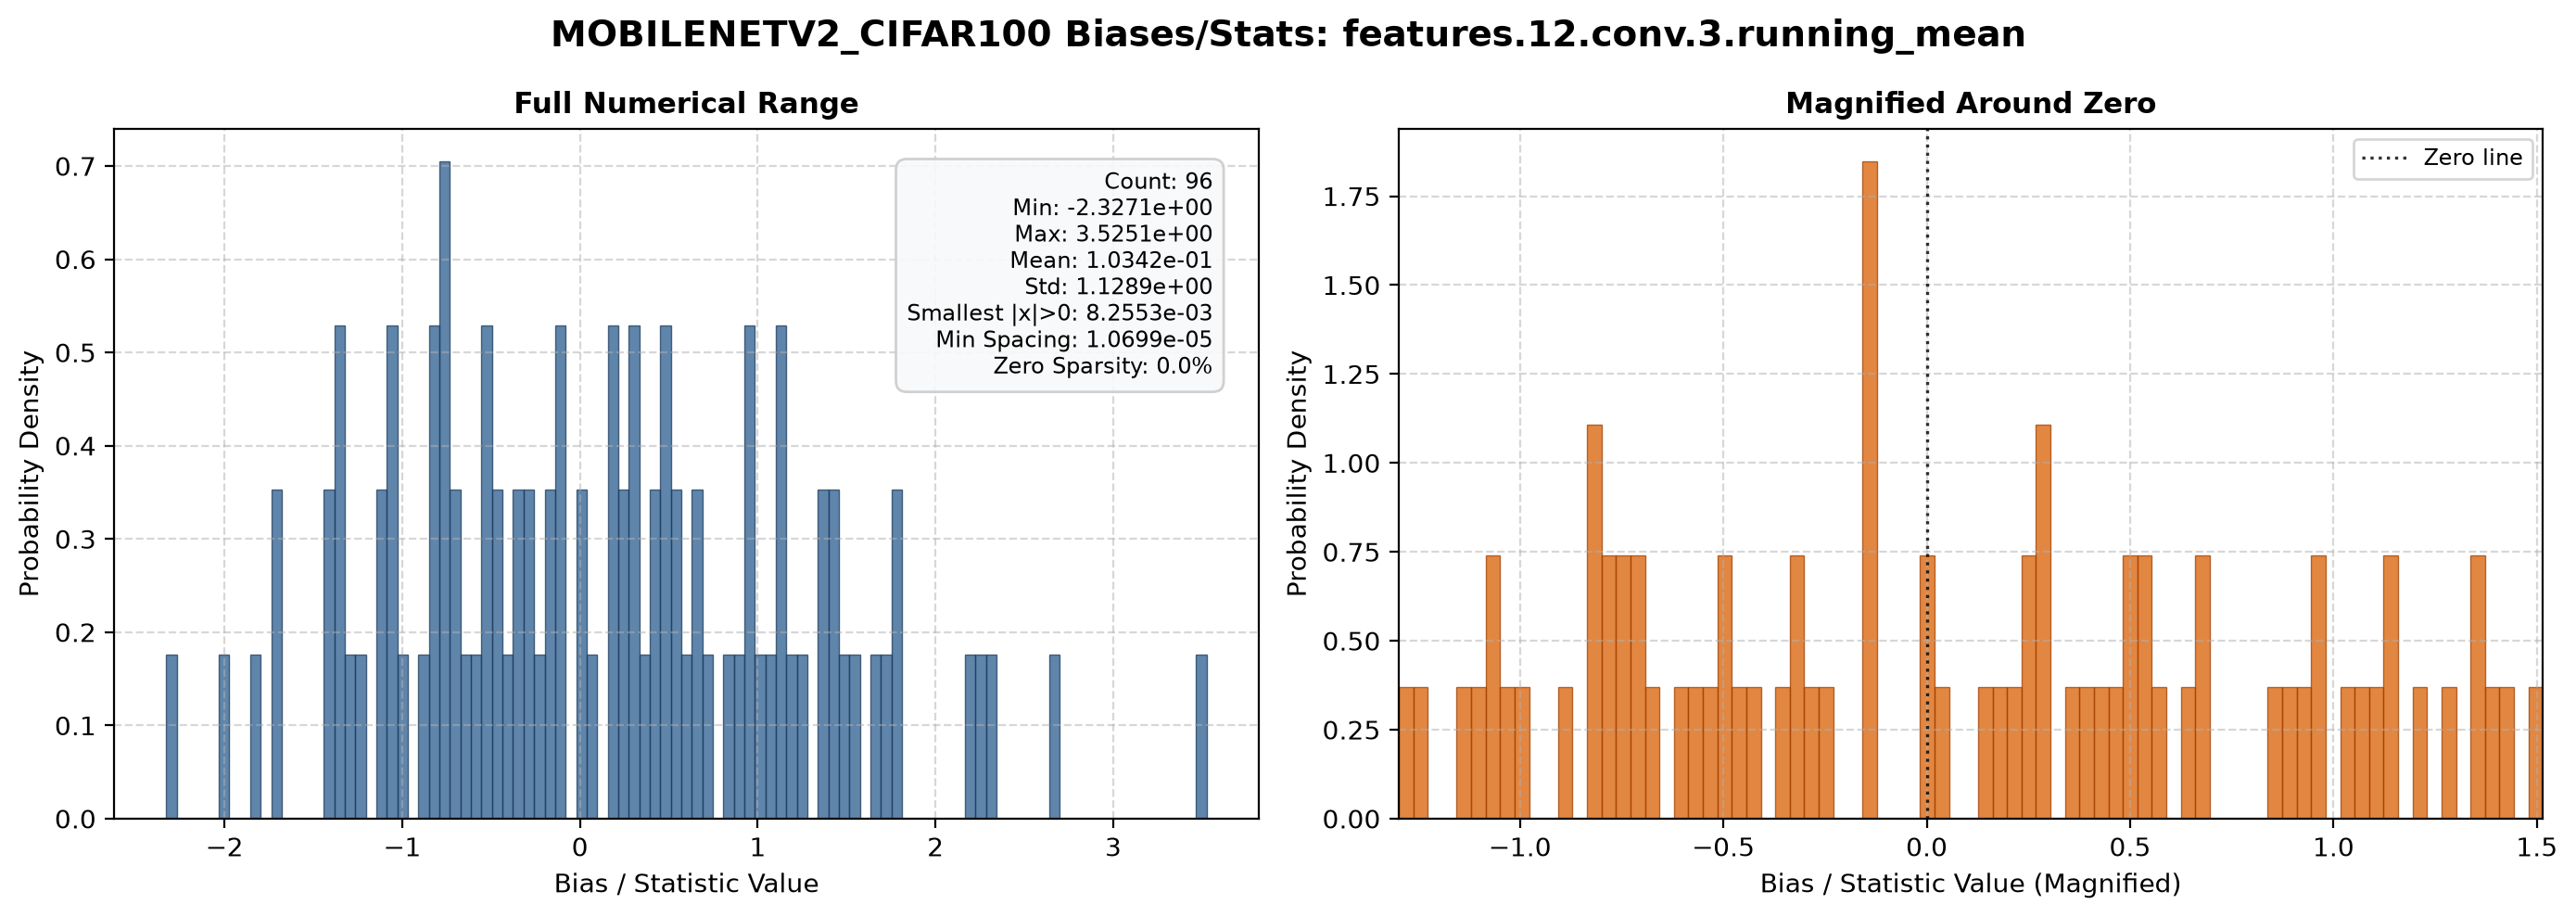 MOBILENETV2_CIFAR100 Biases/Stats: features.12.conv.3.running_mean
Full Numerical Range
Probability Density
0.7
0.6
0.5
0.4
0.3
0.2
0.1
0.0
Count: 96
Min: -2.3271e+00
Max: 3.5251e+00
Mean: 1.0342e-01
Std: 1.1289e+00
Smallest |x|>0: 8.2553e-03
Min Spacing: 1.0699e-05
Zero Sparsity: 0.0%
−2 −1 0 1 2 3
Bias / Statistic Value
Magnified Around Zero
Probability Density
1.75
1.50
1.25
1.00
0.75
0.50
0.25
0.00
Zero line
−1.0 −0.5 0.0 0.5 1.0 1.5
Bias / Statistic Value (Magnified)